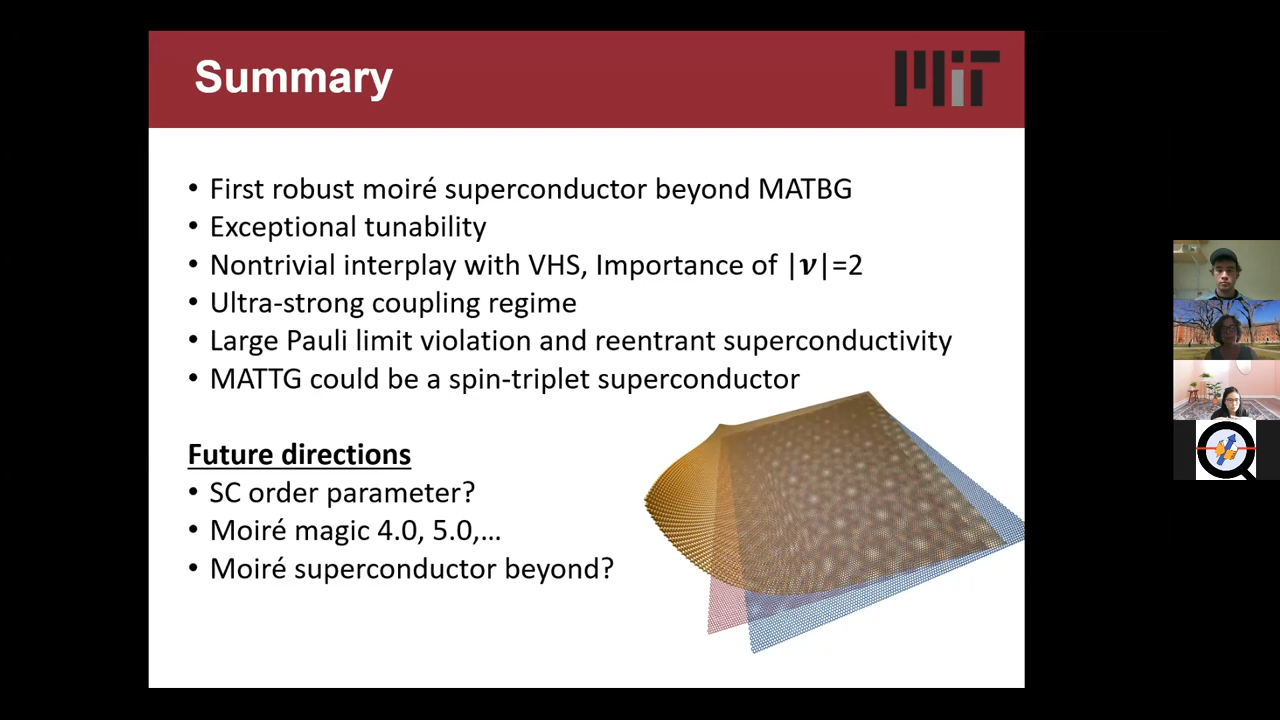 Summary
MIT
• First robust moiré superconductor beyond MATBG
• Exceptional tunability
• Nontrivial interplay with VHS, Importance of |𝝂|=2
• Ultra-strong coupling regime
• Large Pauli limit violation and reentrant superconductivity
• MATTG could be a spin-triplet superconductor
Future directions
• SC order parameter?
• Moiré magic 4.0, 5.0,...
• Moiré superconductor beyond?